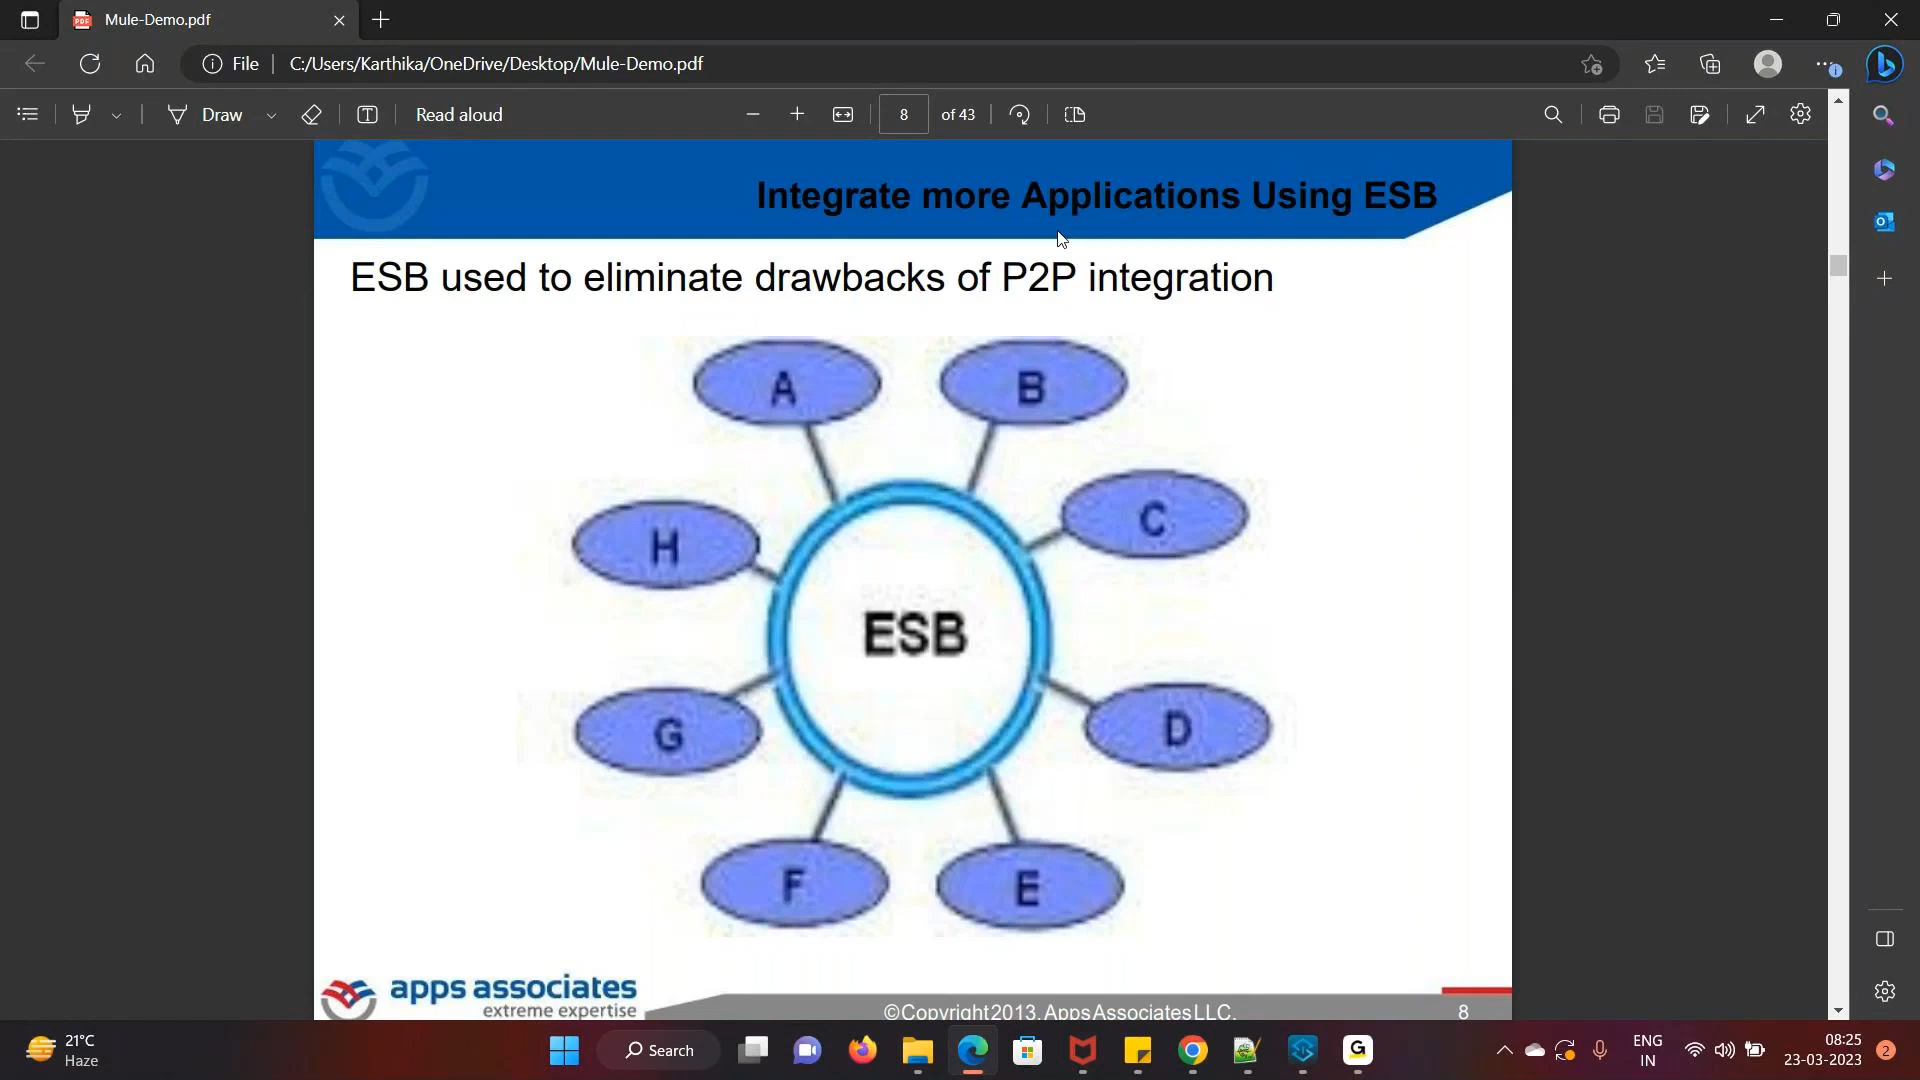 Mule-Demo.pdf
File
C:/Users/Karthika/OneDrive/Desktop/Mule-Demo.pdf
Draw
Read aloud
8
of 43
Integrate more Applications Using ESB
ESB used to eliminate drawbacks of P2P integration
A
B
C
H
ESB
G
D
F
E
apps associates
extreme expertise
©Copyright2013. AppsAssociatesLLC.
8
21°C
Haze
Search
ENG
IN
08:25
23-03-2023
2